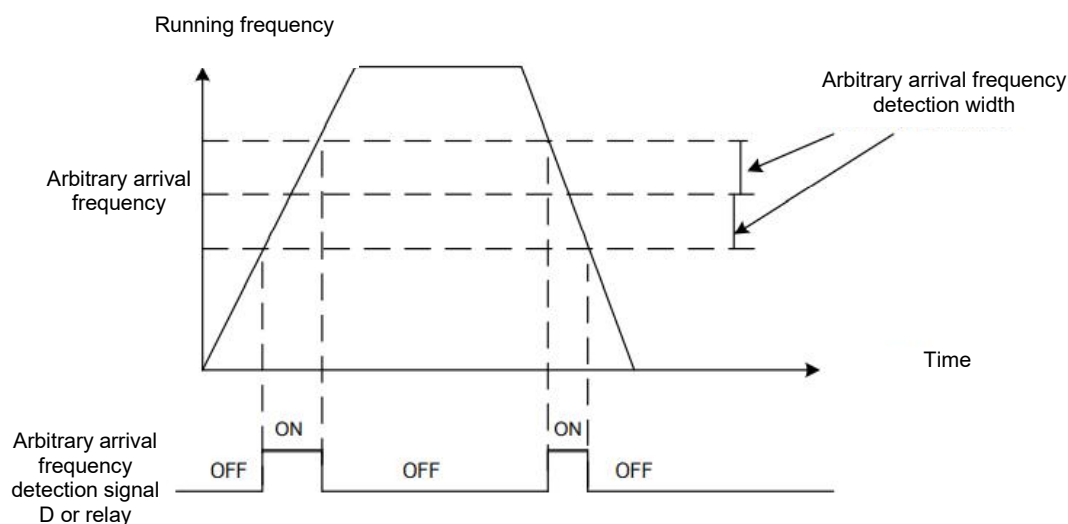 Running frequency
Arbitrary arrival frequency
detection width
Arbitrary arrival
frequency
Time
ON
ON
Arbitrary arrival
frequency
detection signal
D or relay
OFF
OFF
OFF